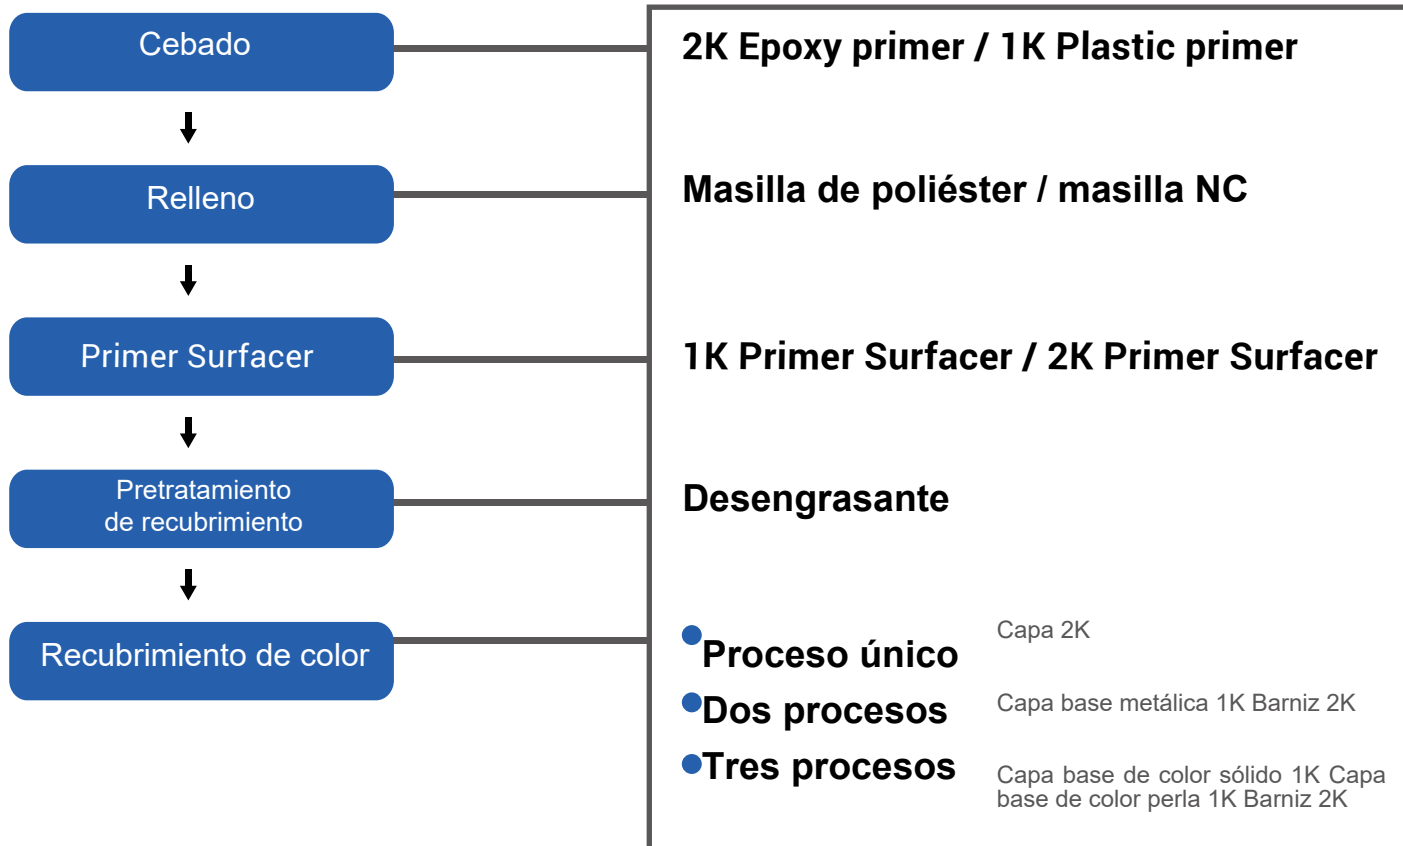 Cebado
2K Epoxy primer / 1K Plastic primer
Relleno
Masilla de poliéster / masilla NC
Primer Surfacer
1K Primer Surfacer / 2K Primer Surfacer
Pretratamiento
de recubrimiento
Desengrasante
Recubrimiento de color
Proceso único
Capa 2K
Dos procesos
Capa base metálica 1K Barniz 2K
Tres procesos
Capa base de color sólido 1K Capa
base de color perla 1K Barniz 2K